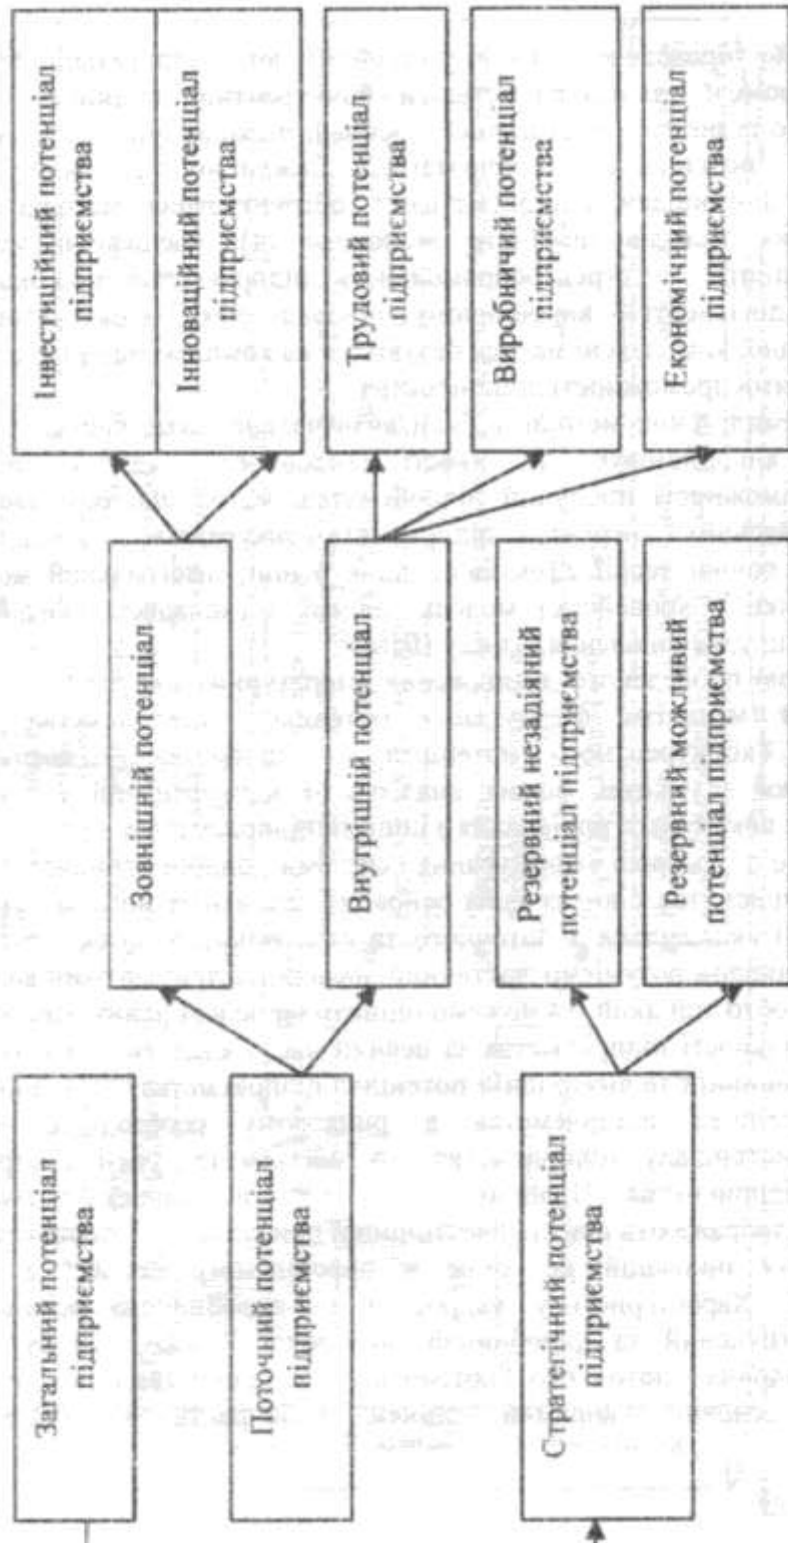 Загальний потенціал
підприємства
Поточний потенціал
підприємства
Стратегічний потенціал
підприємства
Зовнішній потенціал
Внутришній потенціал
Резервний незадіяний
потенціал підприємства
Резервний можливий
потенціал підприємства
Інвестиційний потенціал
підприємства
Інноваційний потенціал
підприємства
Трудовий потенціал
підприємства
Виробничий потенціал
підприємства
Економічний потенціал
підприємства